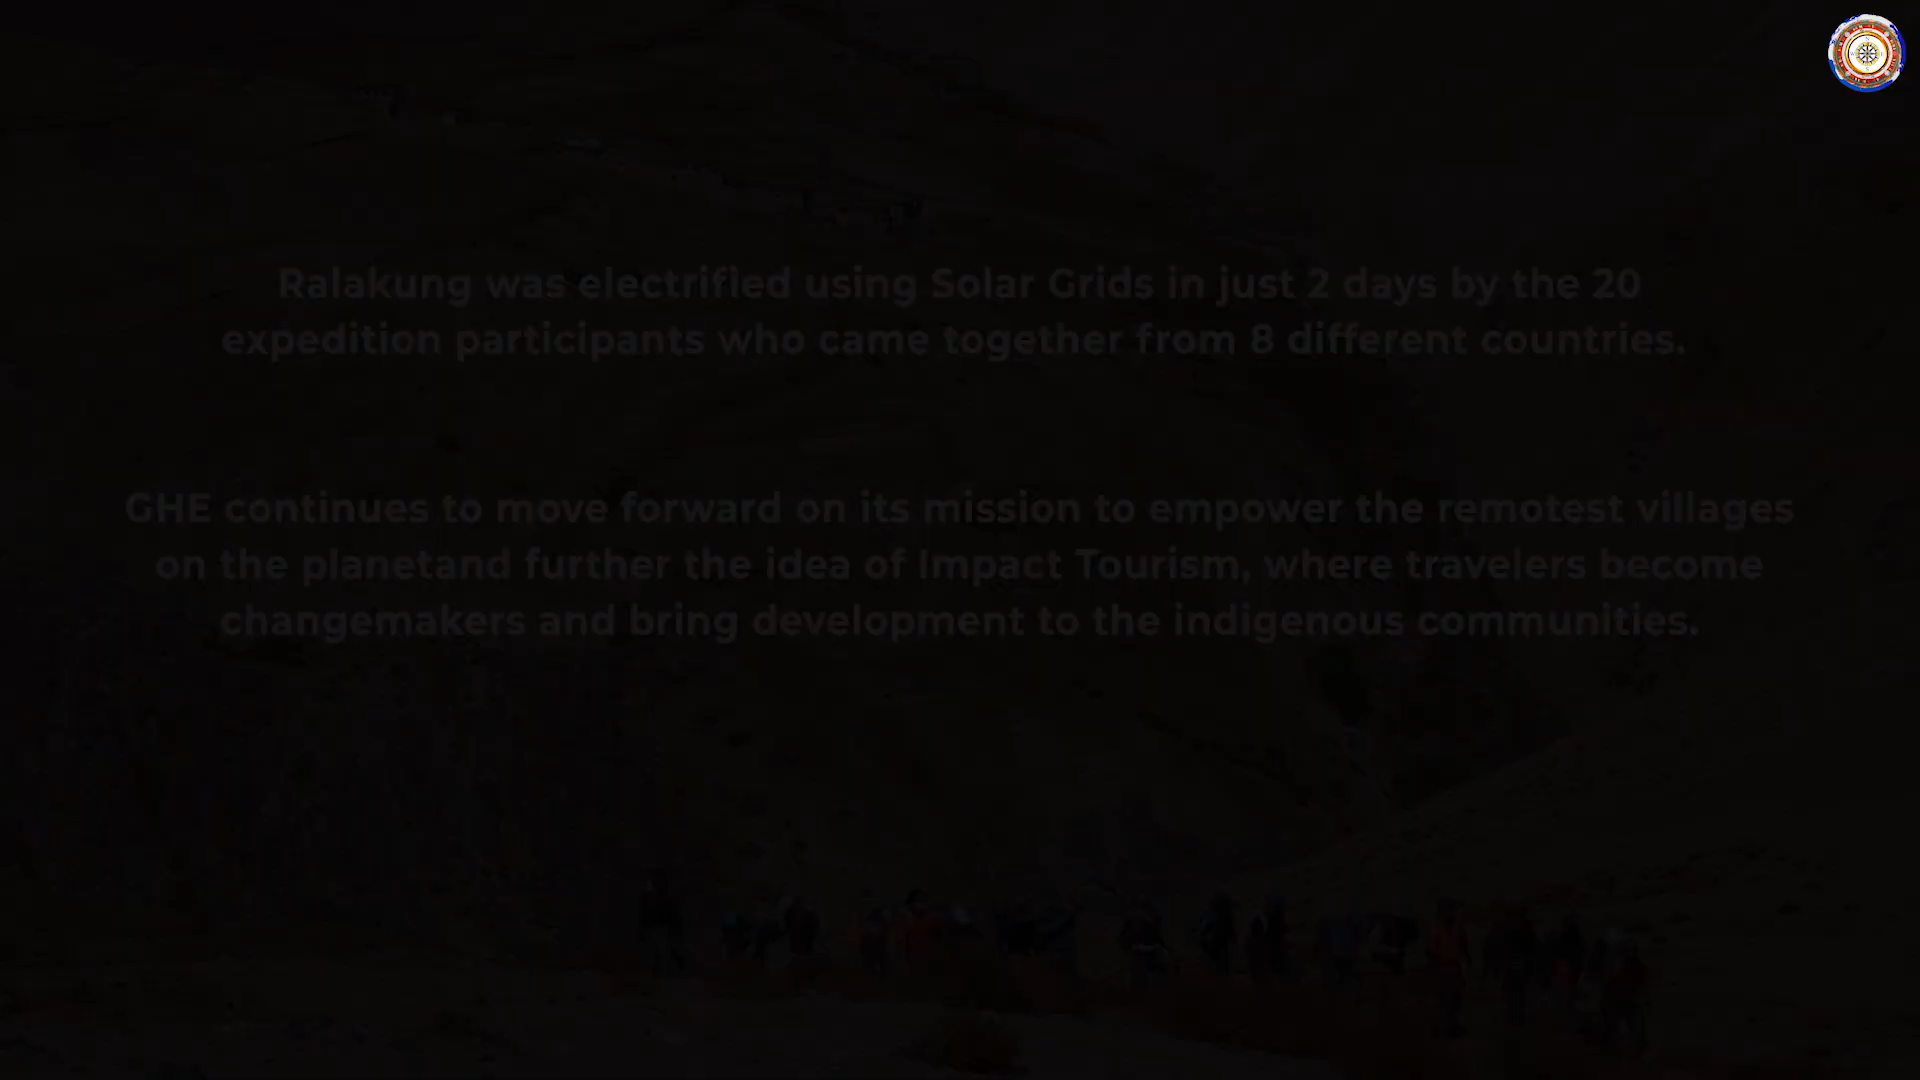 Ralakung was electrified using Solar Grids in just 2 days by the 20
expedition participants who came together from 8 different countries.
GHE continues to move forward on its mission to empower the remotest villages
on the planetand further the idea of Impact Tourism, where travelers become
changemakers and bring development to the indigenous communities.